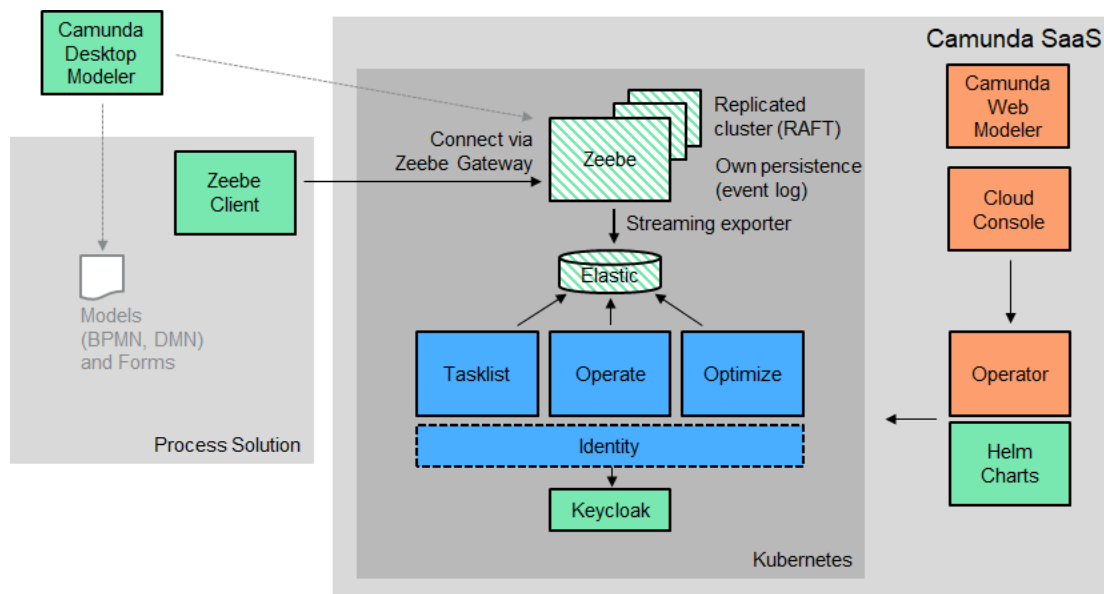 Camunda
Desktop
Modeler
Camunda SaaS
Camunda
Web
Modeler
Replicated
cluster (RAFT)
Connect via
Zeebe Gateway
Zeebe
Own persistence
(event log)
Zeebe
Client
Cloud
Console
Streaming exporter
Elastic
Models
(BPMN, DMN)
and Forms
Tasklist
Operate
Optimize
Operator
Process Solution
Identity
Helm
Charts
Keycloak
Kubernetes